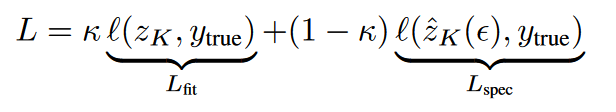 L = κ ℓ(z_K, y_true) + (1 − κ) ℓ(ẑ_K(ϵ), y_true)
L_fit L_spec